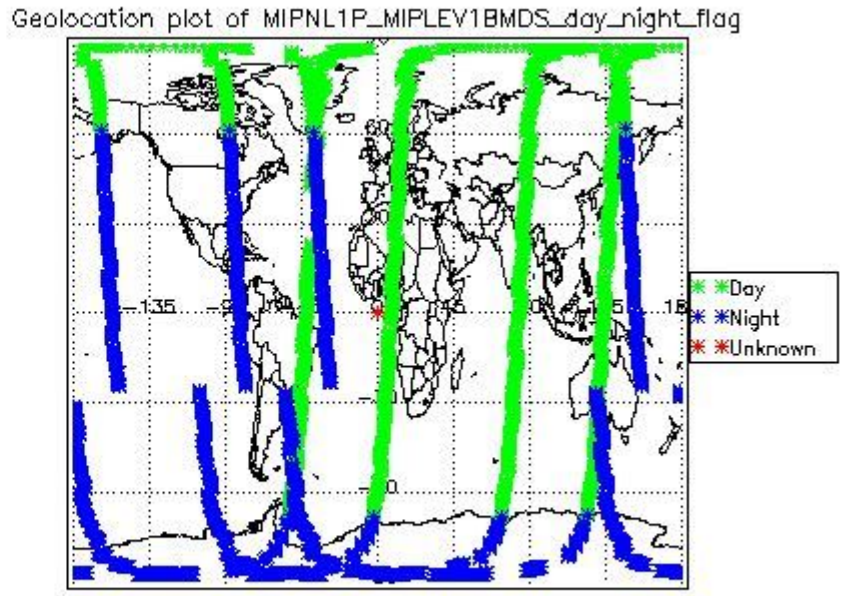 Geolocation plot of MIPNL1P_MIPLEV1BMDS_day_night_flag
Day
-135
Night
Unknown